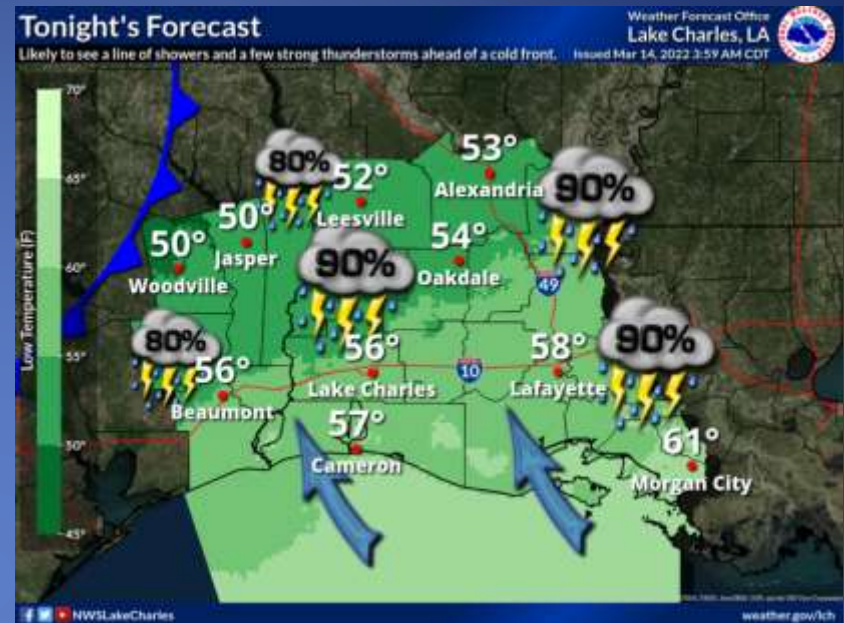 Tonight's Forecast
Likely to see a line of showers and a few strong thunderstorms ahead of a cold front.
Weather Forecast Office
Lake Charles, LA
Issued Mar 14, 2022 3:59 AM CDT
70°
65°
60°
55°
50°
45°
Low Temperature (F)
80%
52°
Leesville
53°
Alexandria
90%
50°
Jasper
50°
Woodville
90%
54°
Oakdale
49
80%
56°
Beaumont
56°
Lake Charles
10
58°
Lafayette
90%
57°
Cameron
61°
Morgan City
NWSLakeCharles
weather.gov/lch